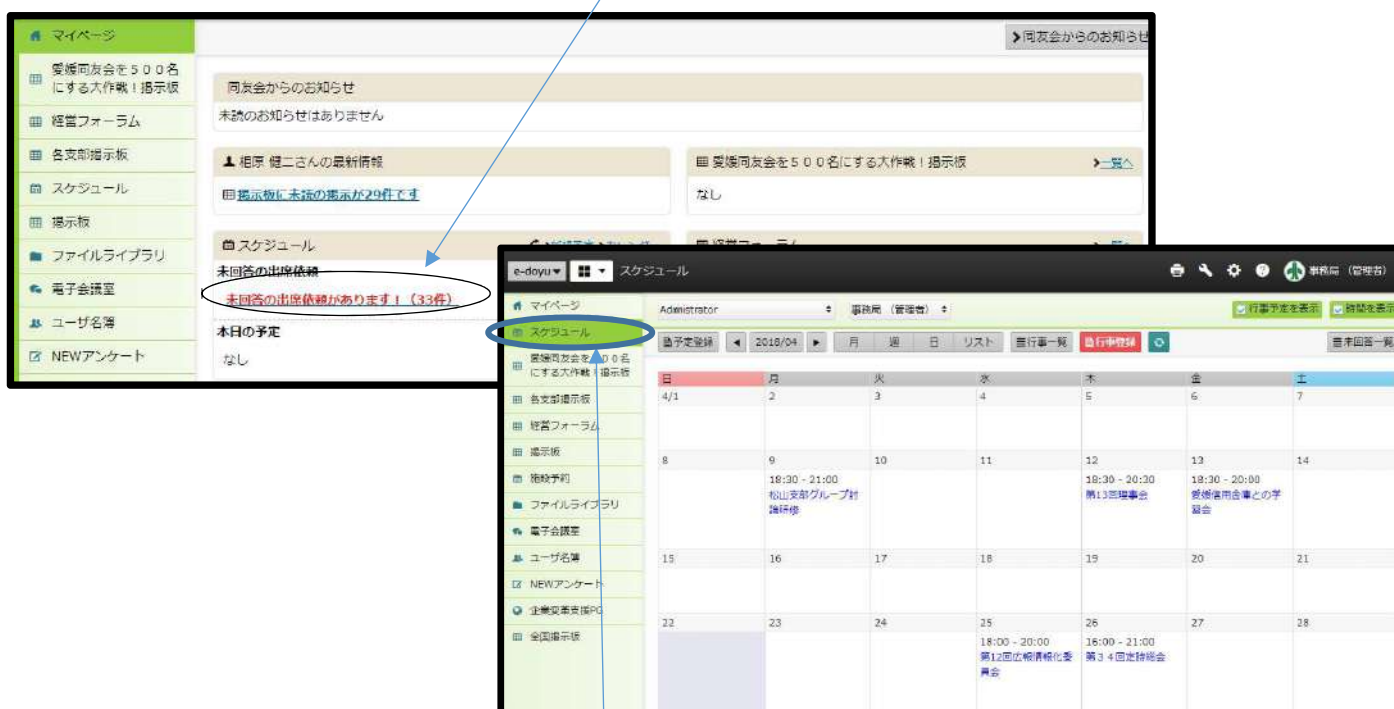 マイページ
愛媛同友会を500名
にする大作戦!掲示板
経営フォーラム
各支部掲示板
スケジュール
掲示板
ファイルライブラリ
電子会議室
ユーザ名簿
NEWアンケート
同友会からのお知らせ
同友会からのお知らせ
未読のお知らせはありません
相原 健二さんの最新情報
掲示板に未読の掲示が29件です
愛媛同友会を500名にする大作戦!掲示板
一覧へ
なし
スケジュール
未回答の出席依頼
未回答の出席依頼があります!(33件)
本日の予定
なし
e-doyu
スケジュール
事務局(管理者)
マイページ
スケジュール
愛媛同友会を500名
にする大作戦!掲示板
各支部掲示板
経営フォーラム
掲示板
施設予約
ファイルライブラリ
電子会議室
ユーザ名簿
NEWアンケート
企業変革支援PG
全国掲示板
Admistrator
事務局(管理者)
行事予定を表示
時間を表示
予定登録
2018/04
月 週 日 リスト
行事一覧
行事登録
未回答一覧
日 月 火 水 木 金 土
4/1 2 3 4 5 6 7
8 9 10 11 12 13 14
18:30 - 21:00
松山支部グループ討
論研修
18:30 - 20:30
第13回理事会
18:30 - 20:00
愛媛信用金庫との学
習会
15 16 17 18 19 20 21
22 23 24 25 26 27 28
18:00 - 20:00
第12回広報情報化委
員会
16:00 - 21:00
第34回定時総会